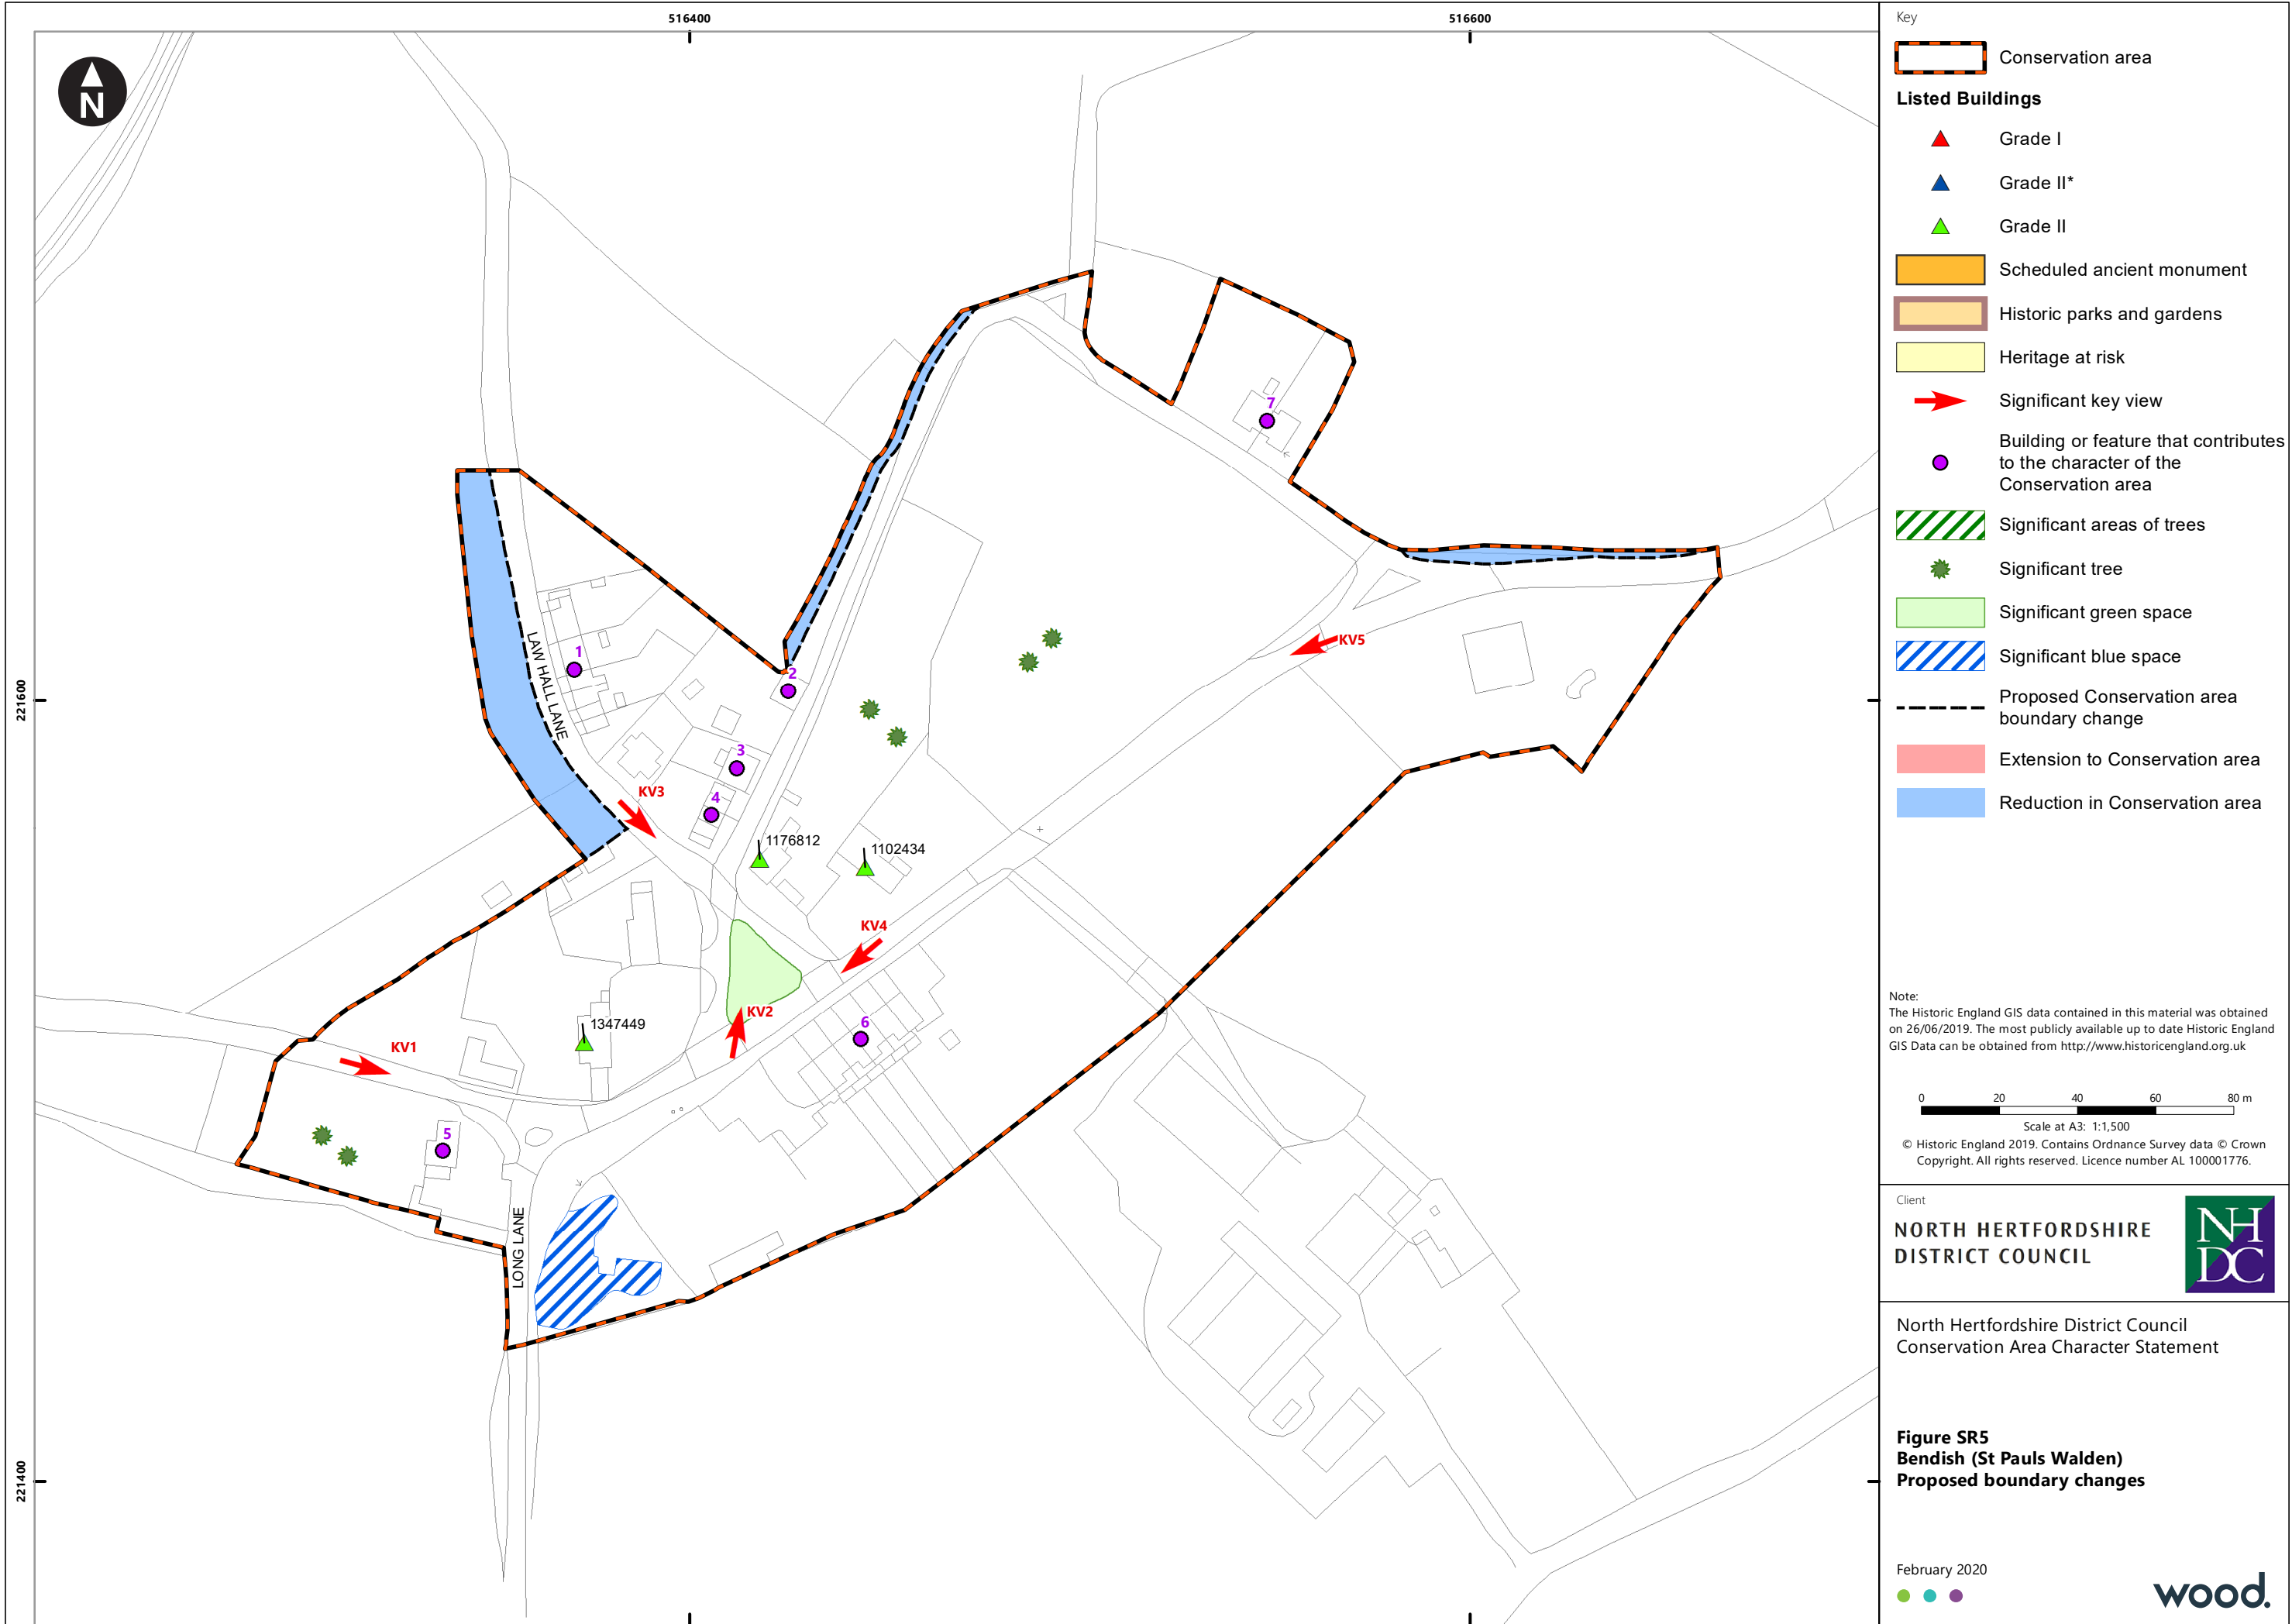 516400
516600
N
7
LAW HALL LANE
1
2
KV5
22​1600
3
KV3
4
1176812
1102434
KV4
KV2
1347449
6
KV1
5
LONG LANE
221400
Key
Conservation area
Listed Buildings
Grade I
Grade II*
Grade II
Scheduled ancient monument
Historic parks and gardens
Heritage at risk
Significant key view
Building or feature that contributes
to the character of the
Conservation area
Significant areas of trees
Significant tree
Significant green space
Significant blue space
Proposed Conservation area
boundary change
Extension to Conservation area
Reduction in Conservation area
Note:
The Historic England GIS data contained in this material was obtained
on 26/06/2019. The most publicly available up to date Historic England
GIS Data can be obtained from http://www.historicengland.org.uk
0 20 40 60 80 m
Scale at A3: 1:1,500
© Historic England 2019. Contains Ordnance Survey data © Crown
Copyright. All rights reserved. Licence number AL 100001776.
Client
NORTH HERTFORDSHIRE
DISTRICT COUNCIL
NH
DC
North Hertfordshire District Council
Conservation Area Character Statement
Figure SR5
Bendish (St Pauls Walden)
Proposed boundary changes
February 2020
wood.